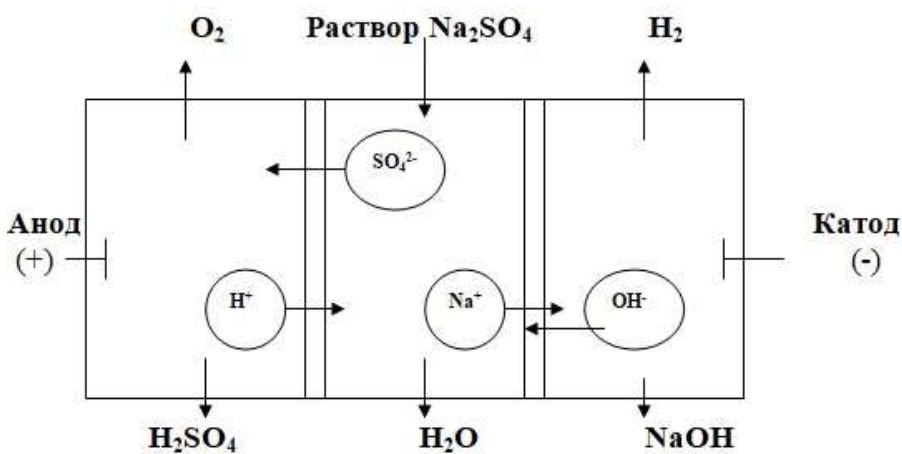 O₂ Раствор Na₂SO₄ H₂
SO₄²⁻
Анод
(+)
Катод
(-)
H⁺ Na⁺ OH⁻
H₂SO₄ H₂O NaOH